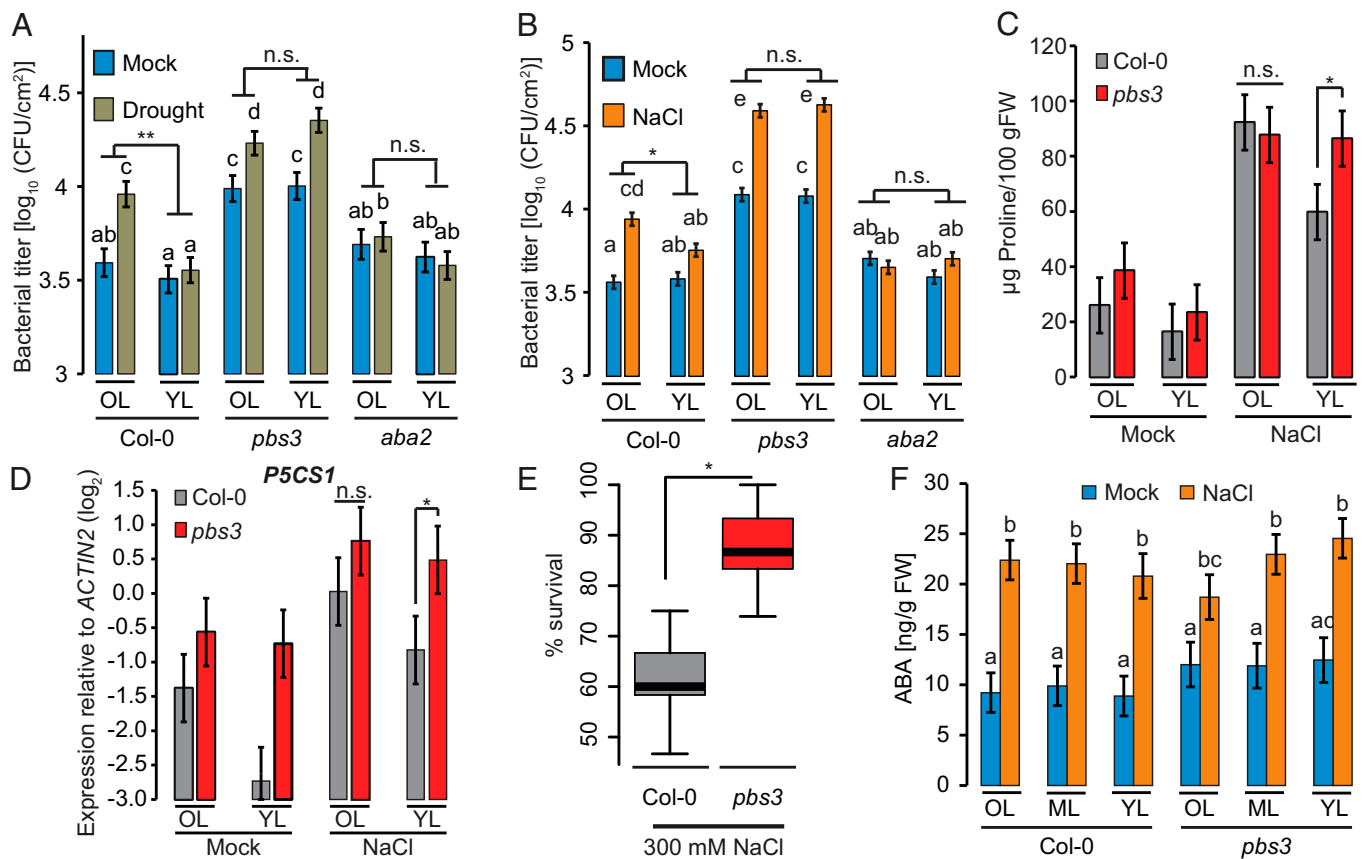 A
Mock
Drought
Bacterial titer [log10 (CFU/cm2)]
4.5
4
3.5
3
**
n.s.
n.s.
ab c a a
c d c d
ab b ab ab
OL YL OL YL OL YL
Col-0 pbs3 aba2
B
Mock
NaCl
Bacterial titer [log10 (CFU/cm2)]
5
4.5
4
3.5
3
*
n.s.
n.s.
a cd ab ab
c e c e
ab ab ab ab
OL YL OL YL OL YL
Col-0 pbs3 aba2
C
Col-0
pbs3
µg Proline/100 gFW
120
100
80
60
40
20
0
n.s.
*
OL YL OL YL
Mock NaCl
D
P5CS1
Col-0
pbs3
Expression relative to ACTIN2 (log2)
1.5
1.0
0.5
0.0
-0.5
-1.0
-1.5
-2.0
-2.5
-3.0
n.s.
*
OL YL OL YL
Mock NaCl
E
% survival
100
90
80
70
60
50
*
Col-0 pbs3
300 mM NaCl
F
Mock NaCl
ABA [ng/g FW]
30
25
20
15
10
5
0
a b a b a b
a bc a b ac b
OL ML YL OL ML YL
Col-0 pbs3